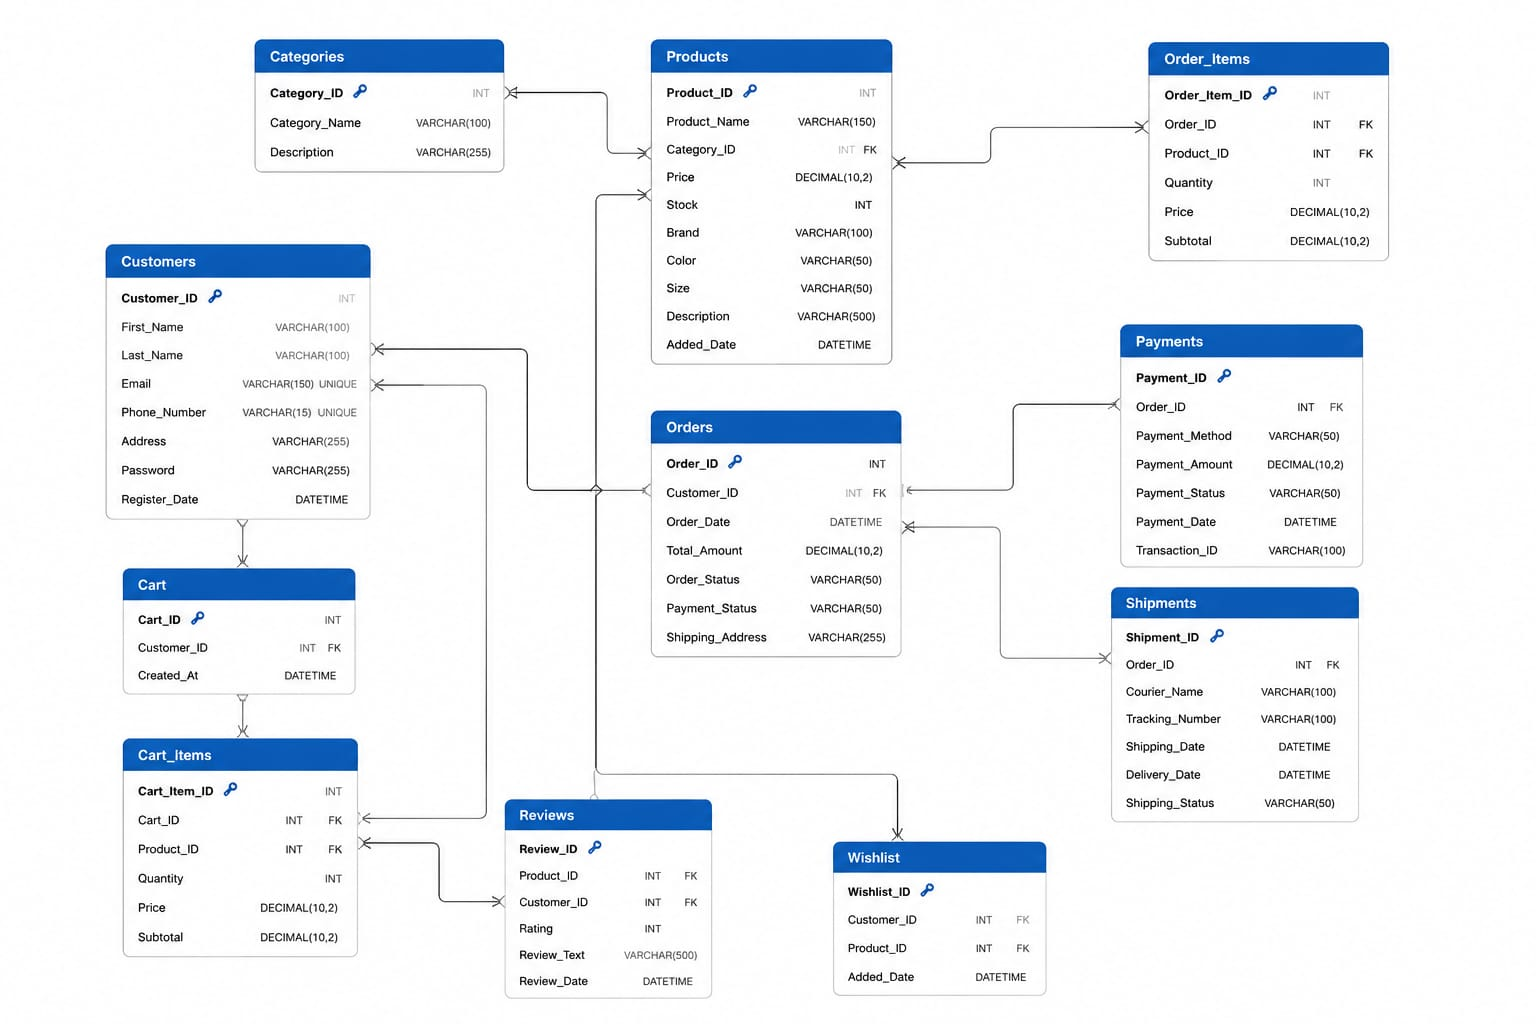 Categories
Category_ID INT
Category_Name VARCHAR(100)
Description VARCHAR(255)
Products
Product_ID INT
Product_Name VARCHAR(150)
Category_ID INT FK
Price DECIMAL(10,2)
Stock INT
Brand VARCHAR(100)
Color VARCHAR(50)
Size VARCHAR(50)
Description VARCHAR(500)
Added_Date DATETIME
Order_Items
Order_Item_ID INT
Order_ID INT FK
Product_ID INT FK
Quantity INT
Price DECIMAL(10,2)
Subtotal DECIMAL(10,2)
Customers
Customer_ID INT
First_Name VARCHAR(100)
Last_Name VARCHAR(100)
Email VARCHAR(150) UNIQUE
Phone_Number VARCHAR(15) UNIQUE
Address VARCHAR(255)
Password VARCHAR(255)
Register_Date DATETIME
Orders
Order_ID INT
Customer_ID INT FK
Order_Date DATETIME
Total_Amount DECIMAL(10,2)
Order_Status VARCHAR(50)
Payment_Status VARCHAR(50)
Shipping_Address VARCHAR(255)
Payments
Payment_ID
Order_ID INT FK
Payment_Method VARCHAR(50)
Payment_Amount DECIMAL(10,2)
Payment_Status VARCHAR(50)
Payment_Date DATETIME
Transaction_ID VARCHAR(100)
Cart
Cart_ID INT
Customer_ID INT FK
Created_At DATETIME
Shipments
Shipment_ID
Order_ID INT FK
Courier_Name VARCHAR(100)
Tracking_Number VARCHAR(100)
Shipping_Date DATETIME
Delivery_Date DATETIME
Shipping_Status VARCHAR(50)
Cart_Items
Cart_Item_ID INT
Cart_ID INT FK
Product_ID INT FK
Quantity INT
Price DECIMAL(10,2)
Subtotal DECIMAL(10,2)
Reviews
Review_ID
Product_ID INT FK
Customer_ID INT FK
Rating INT
Review_Text VARCHAR(500)
Review_Date DATETIME
Wishlist
Wishlist_ID
Customer_ID INT FK
Product_ID INT FK
Added_Date DATETIME